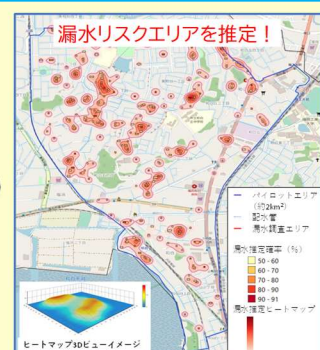 漏水リスクエリアを推定！
パイロットエリア
（約2km²）
配水管
漏水調査エリア
漏水推定確率（％）
50 - 60
60 - 70
70 - 80
80 - 90
90 - 91
漏水推定ヒートマップ
ヒートマップ3Dビューイメージ